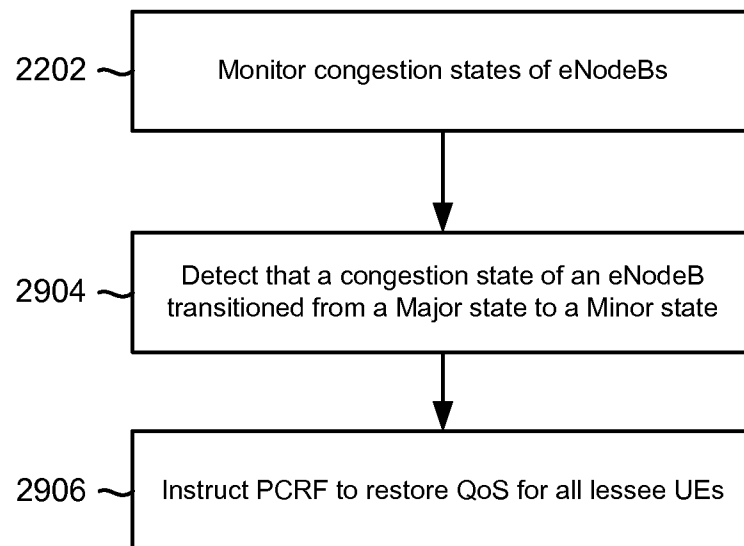 2202
Monitor congestion states of eNodeBs
2904
Detect that a congestion state of an eNodeB
transitioned from a Major state to a Minor state
2906
Instruct PCRF to restore QoS for all lessee UEs